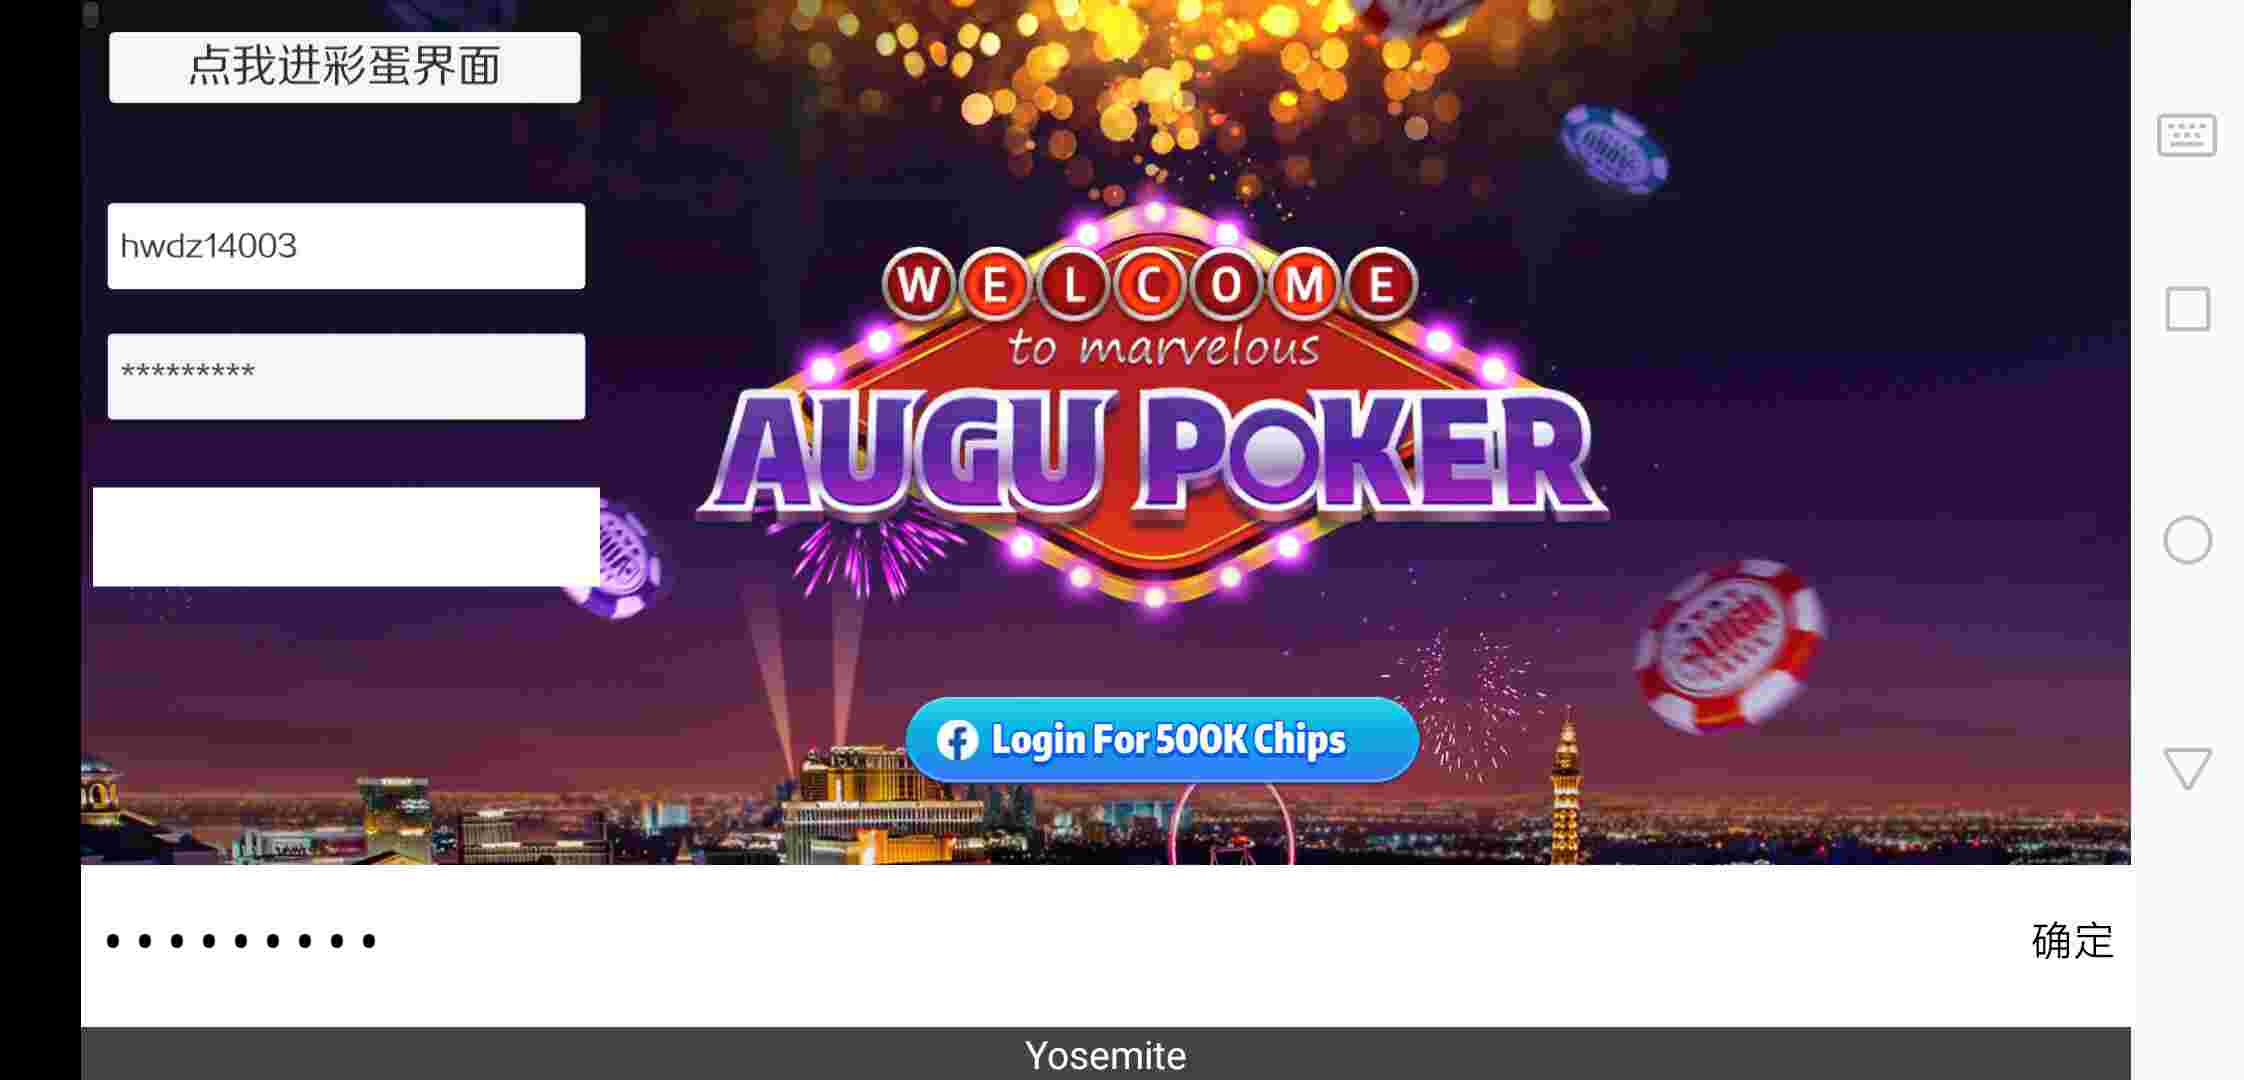 点我进彩蛋界面
hwdz14003
*********
WELCOME
to marvelous
AUGU POKER
Login For 500K Chips
•••••••••
确定
Yosemite